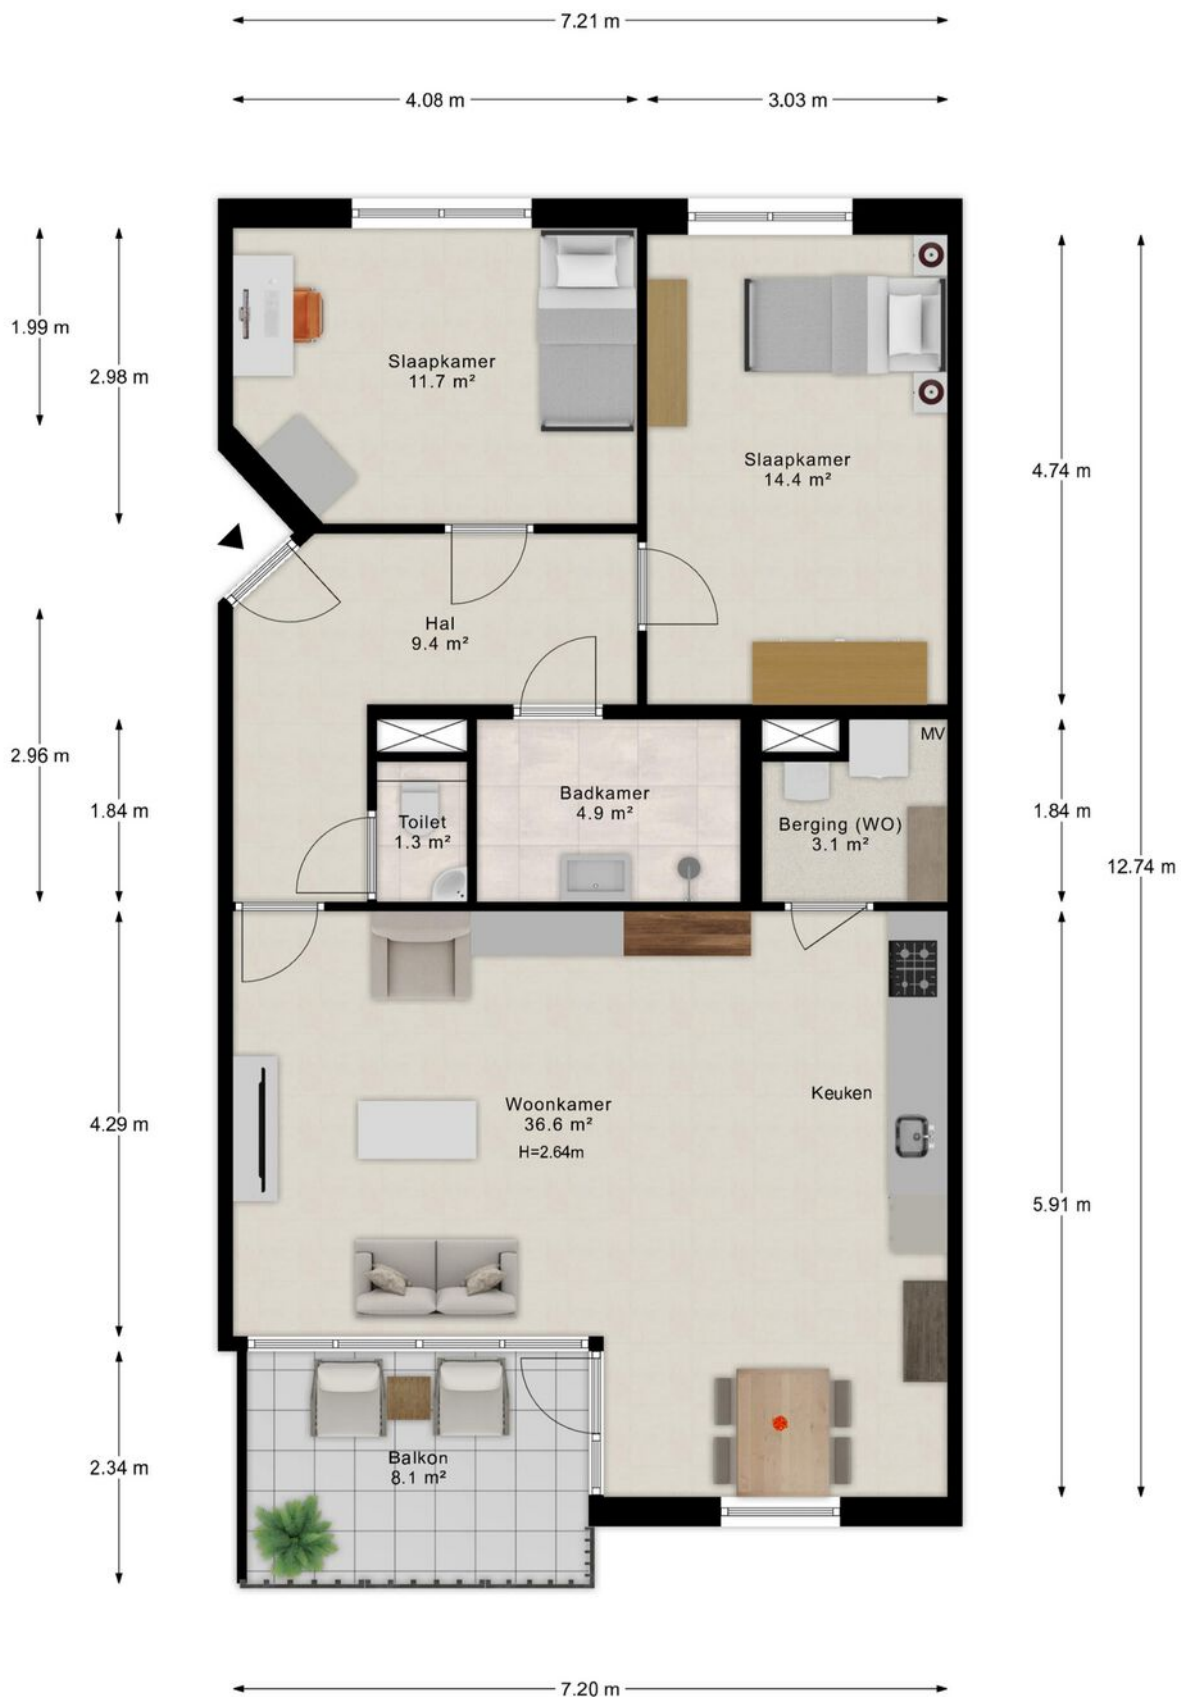 7.21 m
4.08 m
3.03 m
1.99 m
2.98 m
Slaapkamer
11.7 m²
Slaapkamer
14.4 m²
4.74 m
Hal
9.4 m²
2.96 m
1.84 m
MV
Badkamer
4.9 m²
Toilet
1.3 m²
Berging (WO)
3.1 m²
1.84 m
12.74 m
Keuken
Woonkamer
36.6 m²
H=2.64m
4.29 m
5.91 m
Balkon
8.1 m²
2.34 m
7.20 m